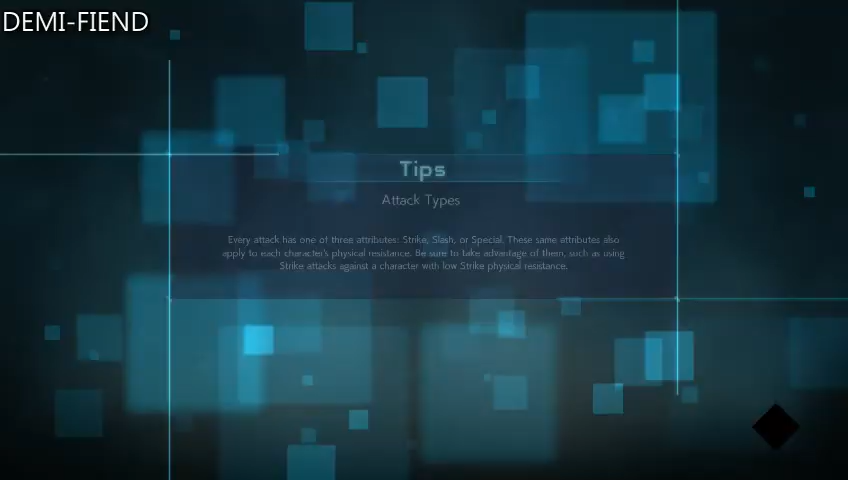 DEMI-FIEND
Tips
Attack Types
Every attack has one of three attributes: Strike, Slash, or Special. These same attributes also
apply to each character's physical resistance. Be sure to take advantage of them, such as using
Strike attacks against a character with low Strike physical resistance.